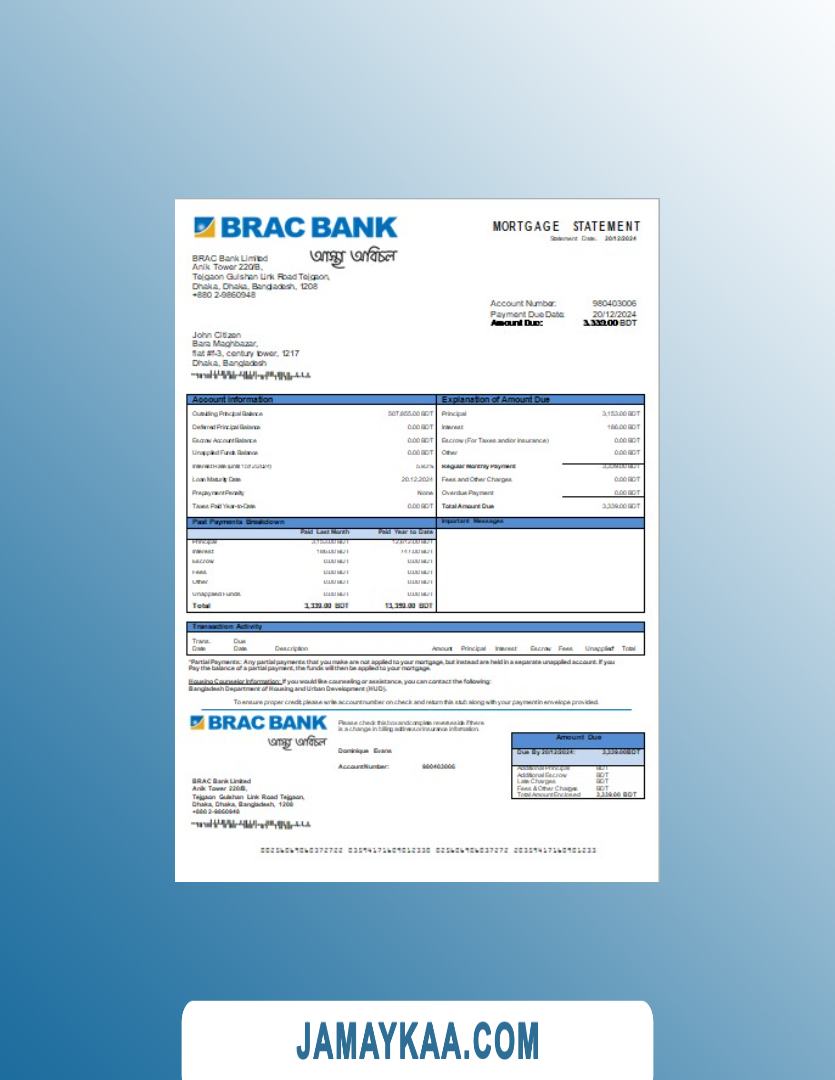 BRAC BANK
আস্থা অবিচল
MORTGAGE STATEMENT
Statement Date. 20/12/2024
BRAC Bank Limited
Anik Tower 220/B,
Tejgaon Gulshan Link Road Tejgaon,
Dhaka, Dhaka, Bangladesh, 1208
+880 2-9860948
Account Number: 980403006
Payment Due Date: 20/12/2024
Amount Due: 3,339.00 BDT
John Citizen
Bara Maghbazar,
flat #f-3, century tower, 1217
Dhaka, Bangladesh
Account Information
Outstding Principal Balance 507,855.00 BDT
Deferred Principal Balance 0.00 BDT
Escrow Account Balance 0.00 BDT
Unapplied Funds Balance 0.00 BDT
Loan Maturity Date 20.12.2024
Prepayment Penalty None
Taxes Paid Year-to-Date 0.00 BDT
Explanation of Amount Due
Principal 3,153.00 BDT
Interest 186.00 BDT
Escrow (For Taxes and/or Insurance) 0.00 BDT
Other 0.00 BDT
Regular Monthly Payment 3,339.00 BDT
Fees and Other Charges 0.00 BDT
Overdue Payment 0.00 BDT
Total Amount Due 3,339.00 BDT
Past Payments Breakdown
Paid Last Month Paid Year to Date
Principal 3,153.00 BDT 12,612.00 BDT
Interest 186.00 BDT 747.00 BDT
Escrow 0.00 BDT 0.00 BDT
Fees 0.00 BDT 0.00 BDT
Other 0.00 BDT 0.00 BDT
Unapplied Funds 0.00 BDT 0.00 BDT
Total 3,339.00 BDT 13,359.00 BDT
Important Messages
Transaction Activity
Trans. Date Due Date Description Amount Principal Interest Escrow Fees Unapplied Total
*Partial Payments: Any partial payments that you make are not applied to your mortgage, but instead are held in a separate unapplied account. If you
Pay the balance of a partial payment, the funds will then be applied to your mortgage.
Housing Counselor Information: If you would like counseling or assistance, you can contact the following:
Bangladesh Department of Housing and Urban Development (HUD).
To ensure proper credit please write account number on check and return this stub along with your payment in envelope provided.
BRAC BANK
আস্থা অবিচল
Please check this box and complete reverse side if there
is a change in billing address or insurance information.
Dominique Evans
Account Number: 980403006
Amount Due
Due By 20/12/2024: 3,339.00 BDT
Additional Principal BDT
Additional Escrow BDT
Late Charges BDT
Fees & Other Charges BDT
Total Amount Enclosed 3,339.00 BDT
BRAC Bank Limited
Anik Tower 220/B,
Tejgaon Gulshan Link Road Tejgaon,
Dhaka, Dhaka, Bangladesh, 1208
+880 2-9860948
JAMAYKAA.COM